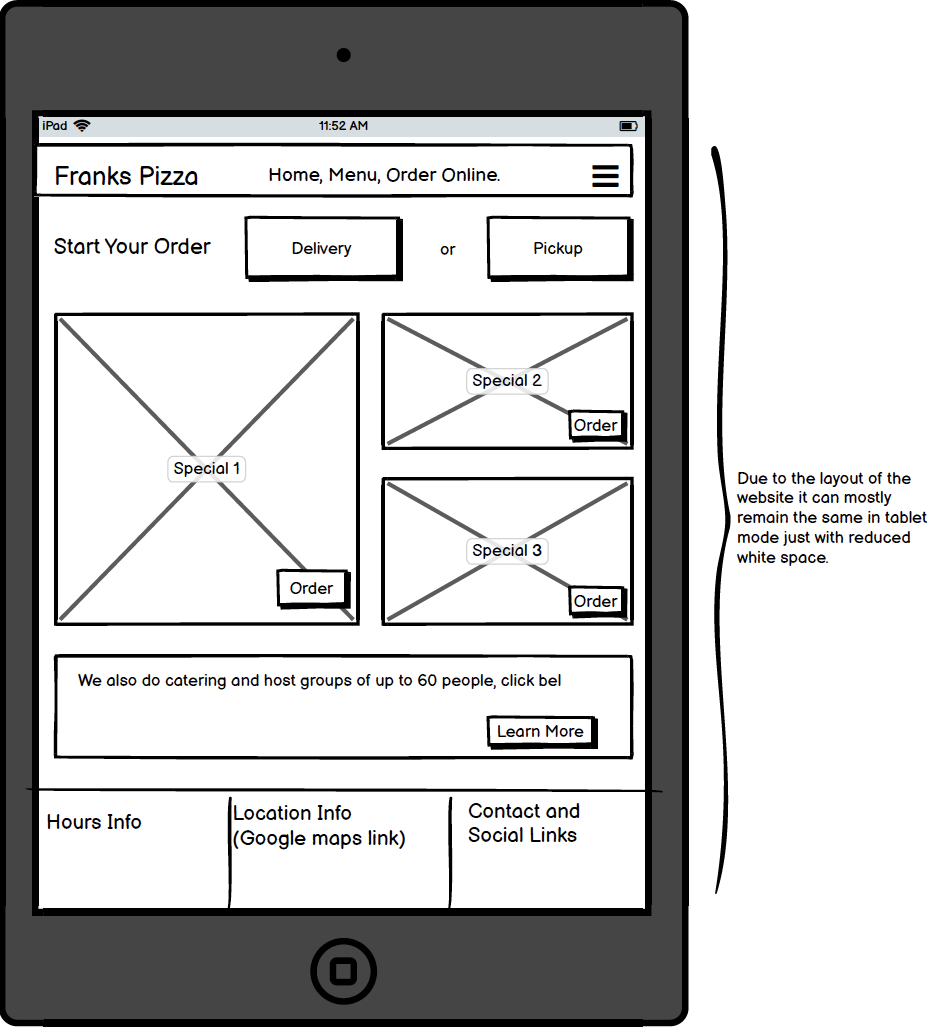 iPad 11:52 AM
Franks Pizza Home, Menu, Order Online.
Start Your Order Delivery or Pickup
Special 1
Order
Special 2
Order
Special 3
Order
We also do catering and host groups of up to 60 people, click bel
Learn More
Hours Info
Location Info
(Google maps link)
Contact and
Social Links
Due to the layout of the
website it can mostly
remain the same in tablet
mode just with reduced
white space.